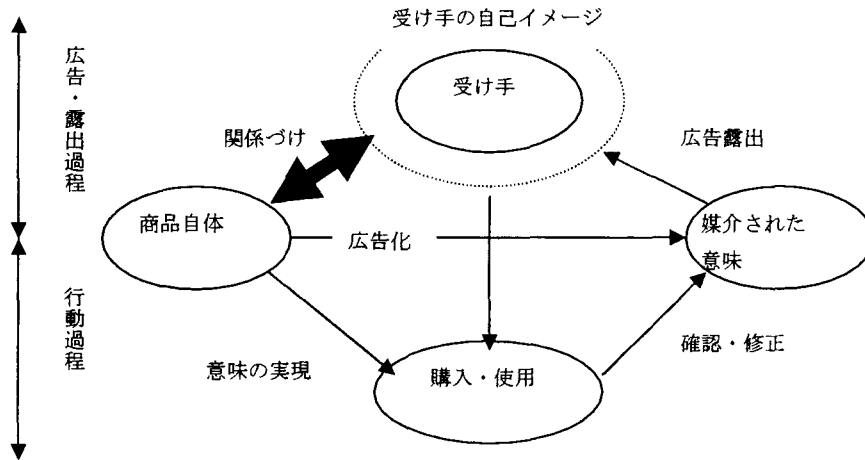 受け手の自己イメージ
広告・露出過程
受け手
関係づけ
広告露出
商品自体
広告化
媒介された
意味
行動過程
意味の実現
購入・使用
確認・修正